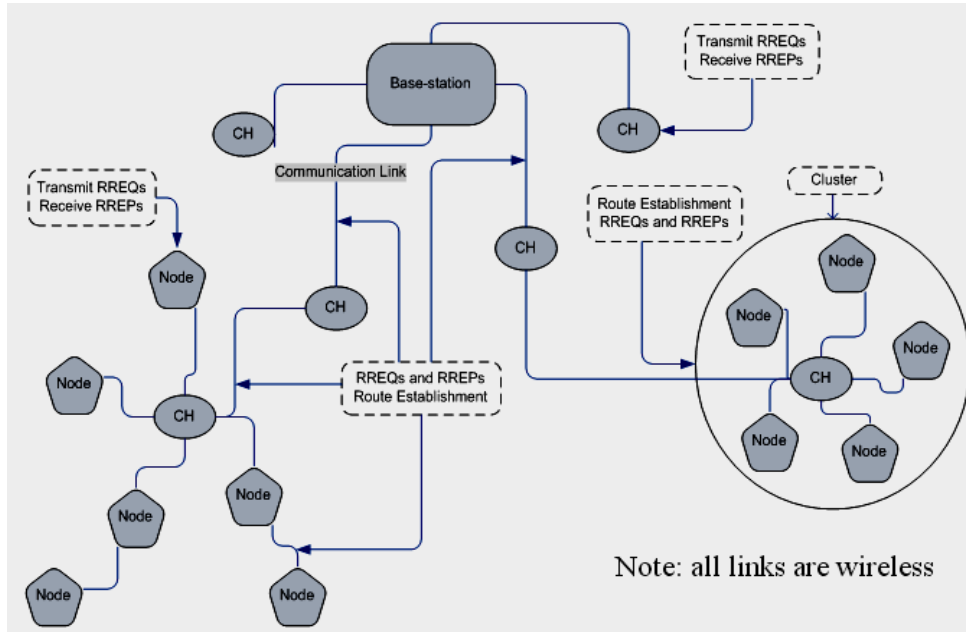 Transmit RREQs
Receive RREPs
Base-station
CH
CH
Communication Link
Cluster
Transmit RREQs
Receive RREPs
Route Establishment
RREQs and RREPs
CH
Node
Node
CH
Node
Node
Node
RREQs and RREPs
Route Establishment
CH
Node
CH
Node
Node
Node
Node
Node
Node
Note: all links are wireless